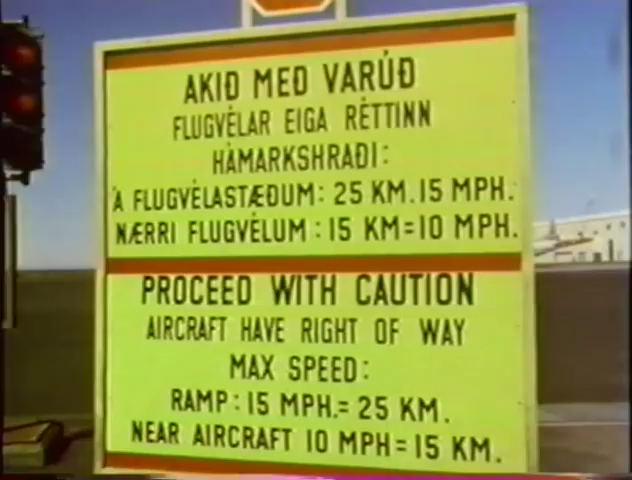 AKIÐ MEÐ VARÚÐ
FLUGVÉLAR EIGA RÉTTINN
HÁMARKSHRAÐI:
Á FLUGVÉLASTÆÐUM: 25 KM. 15 MPH.
NÆRRI FLUGVÉLUM: 15 KM=10 MPH.
PROCEED WITH CAUTION
AIRCRAFT HAVE RIGHT OF WAY
MAX SPEED:
RAMP: 15 MPH.= 25 KM.
NEAR AIRCRAFT 10 MPH= 15 KM.